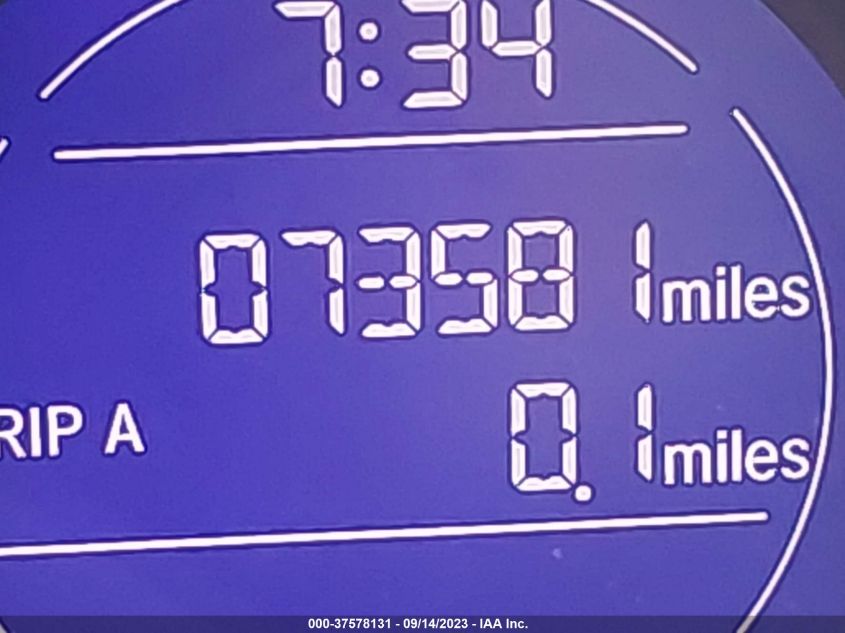 7:34
073581 miles
RIP A 0.1 miles
000-37578131 - 09/14/2023 - IAA Inc.